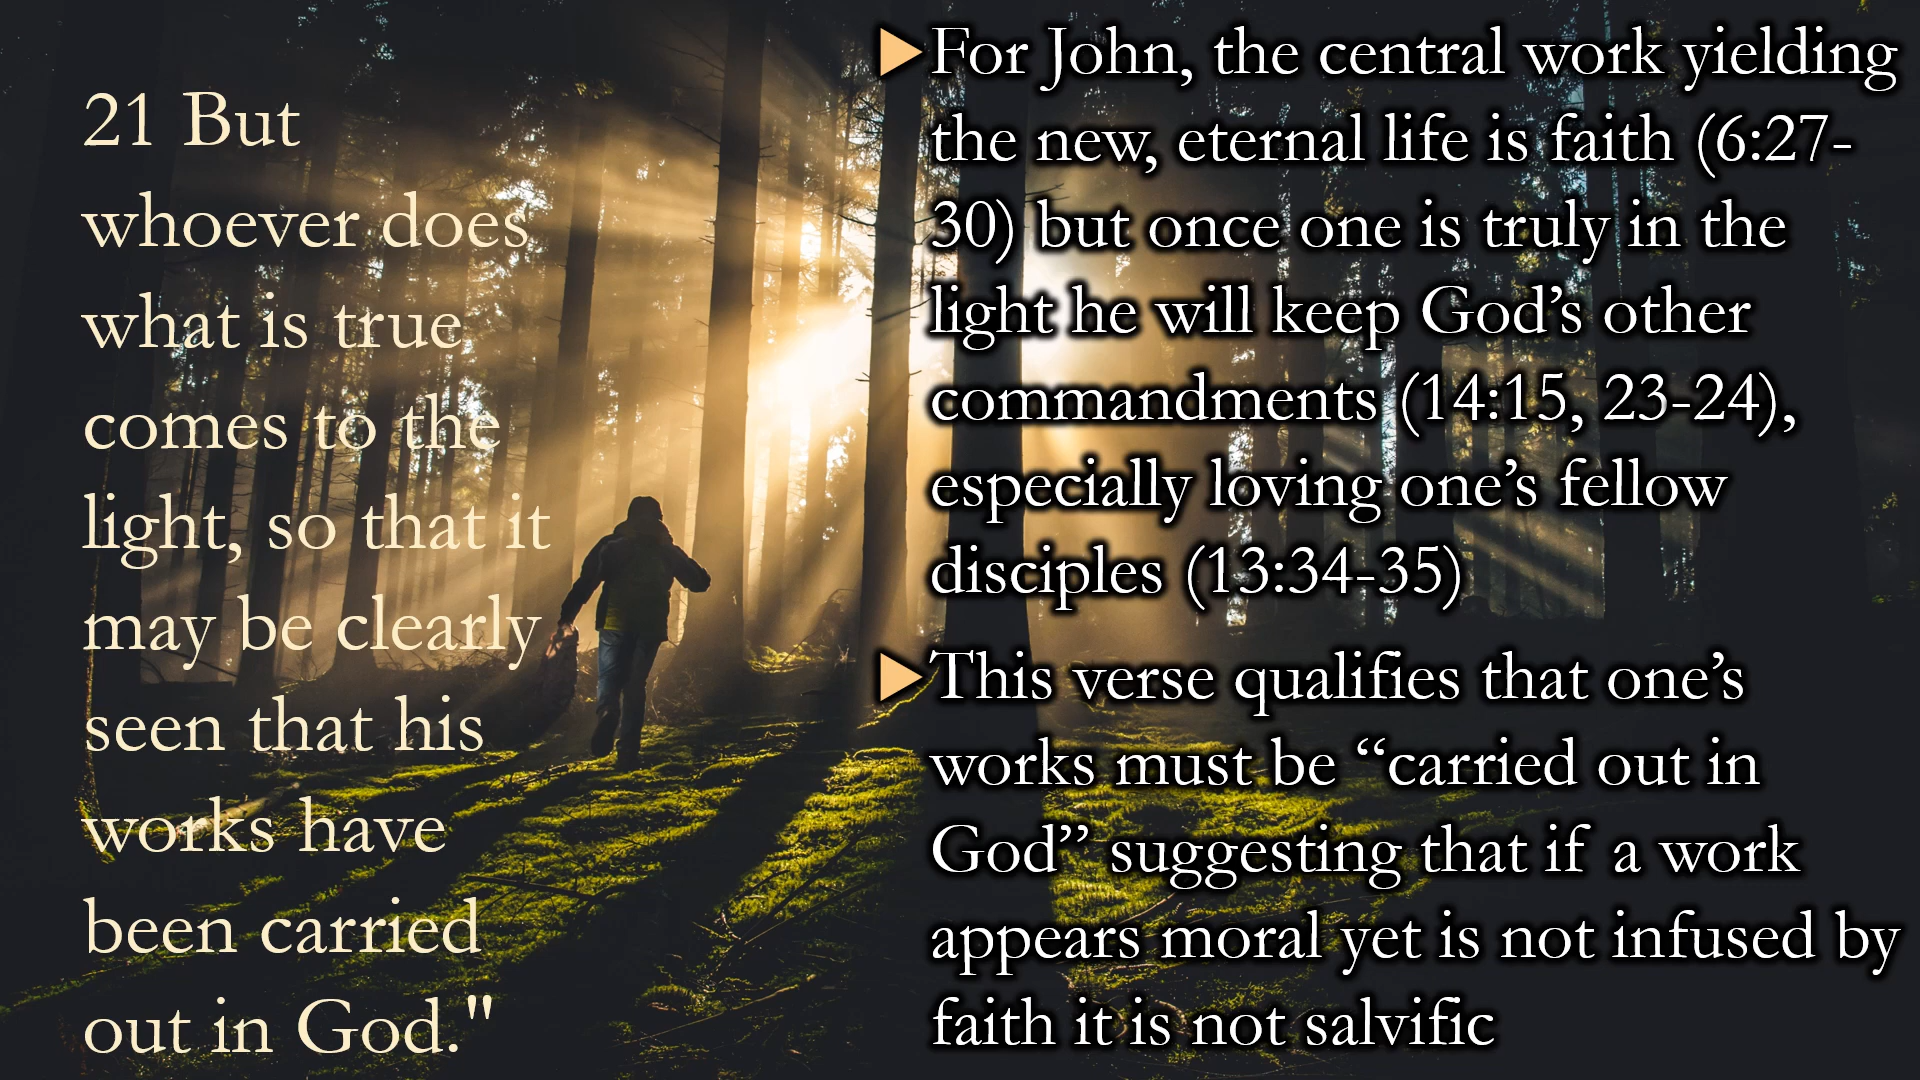 21 But
whoever does
what is true
comes to the
light, so that it
may be clearly
seen that his
works have
been carried
out in God."
For John, the central work yielding
the new, eternal life is faith (6:27-
30) but once one is truly in the
light he will keep God’s other
commandments (14:15, 23-24),
especially loving one’s fellow
disciples (13:34-35)
This verse qualifies that one’s
works must be “carried out in
God” suggesting that if a work
appears moral yet is not infused by
faith it is not salvific